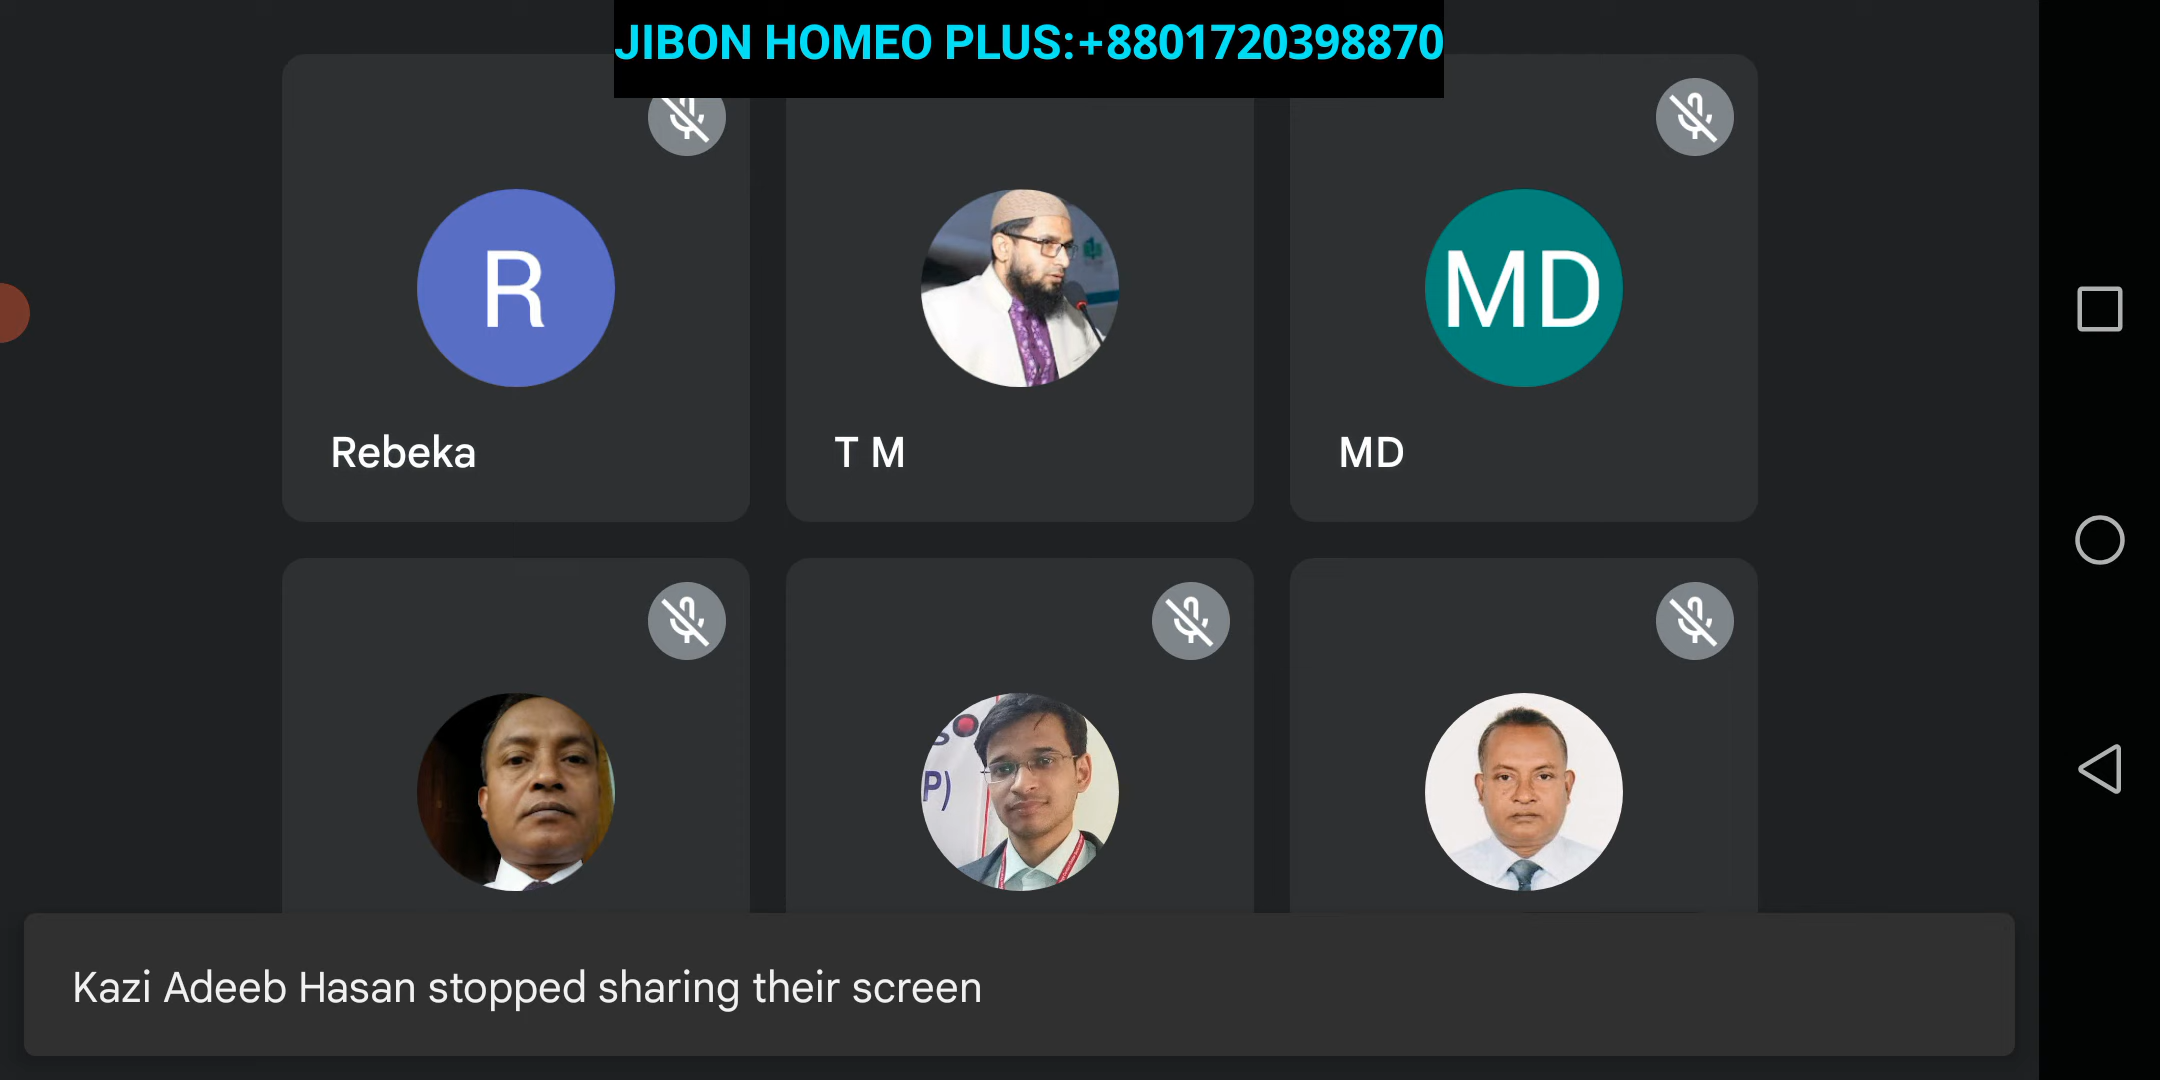 JIBON HOMEO PLUS:+8801720398870
R
MD
Rebeka
T M
MD
P)
Kazi Adeeb Hasan stopped sharing their screen